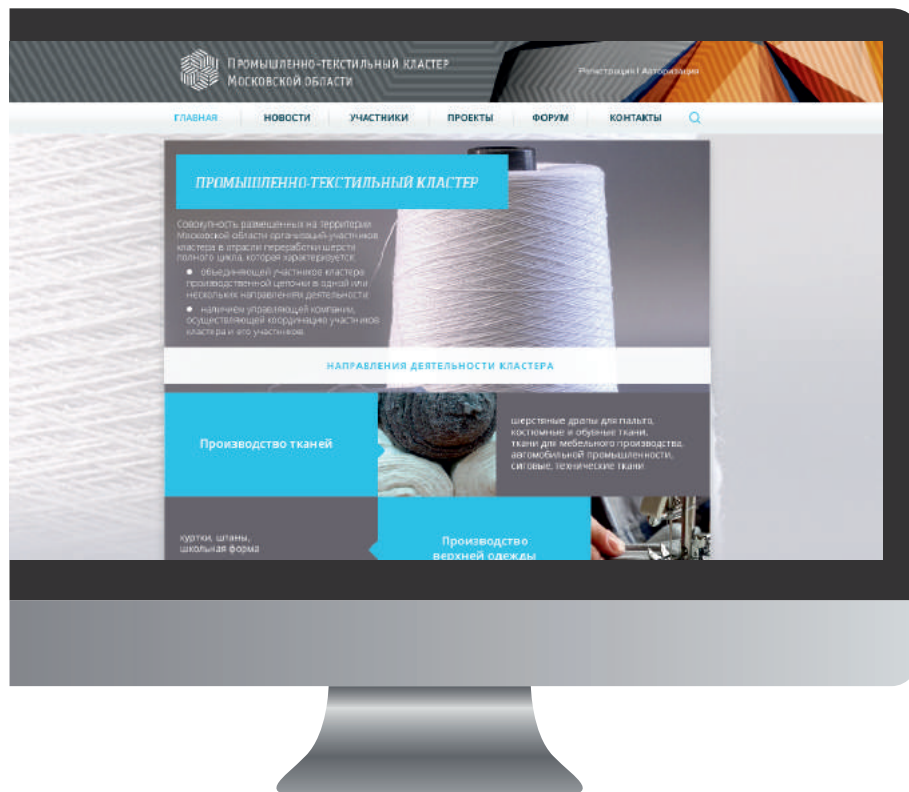 Промышленно-текстильный кластер
Московской области
Регистрация | Авторизация
ГЛАВНАЯ НОВОСТИ УЧАСТНИКИ ПРОЕКТЫ ФОРУМ КОНТАКТЫ
ПРОМЫШЛЕННО-ТЕКСТИЛЬНЫЙ КЛАСТЕР
Совокупность размещенных на территории
Московской области организаций-участников
кластера в отрасли переработки шерсти
полного цикла, которая характеризуется:
• объединяющей участников кластера
производственной цепочки в одной или
нескольких направлениях деятельности
• наличием управляющей компании,
осуществляющей координацию участников
кластера и его участников.
НАПРАВЛЕНИЯ ДЕЯТЕЛЬНОСТИ КЛАСТЕРА
Производство тканей
шерстяные драпы для пальто,
костюмные и обувные ткани,
ткани для мебельного производства,
автомобильной промышленности,
ситовые, технические ткани
куртки, штаны,
школьная форма
Производство
верхней одежды